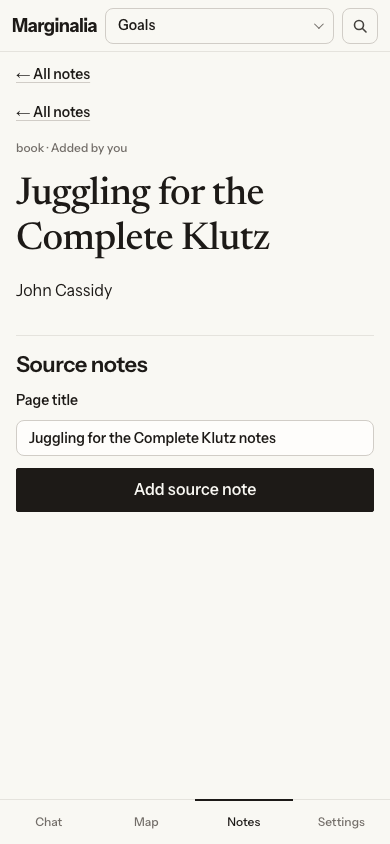 Marginalia
Goals
← All notes
← All notes
book · Added by you
Juggling for the
Complete Klutz
John Cassidy
Source notes
Page title
Juggling for the Complete Klutz notes
Add source note
Chat
Map
Notes
Settings